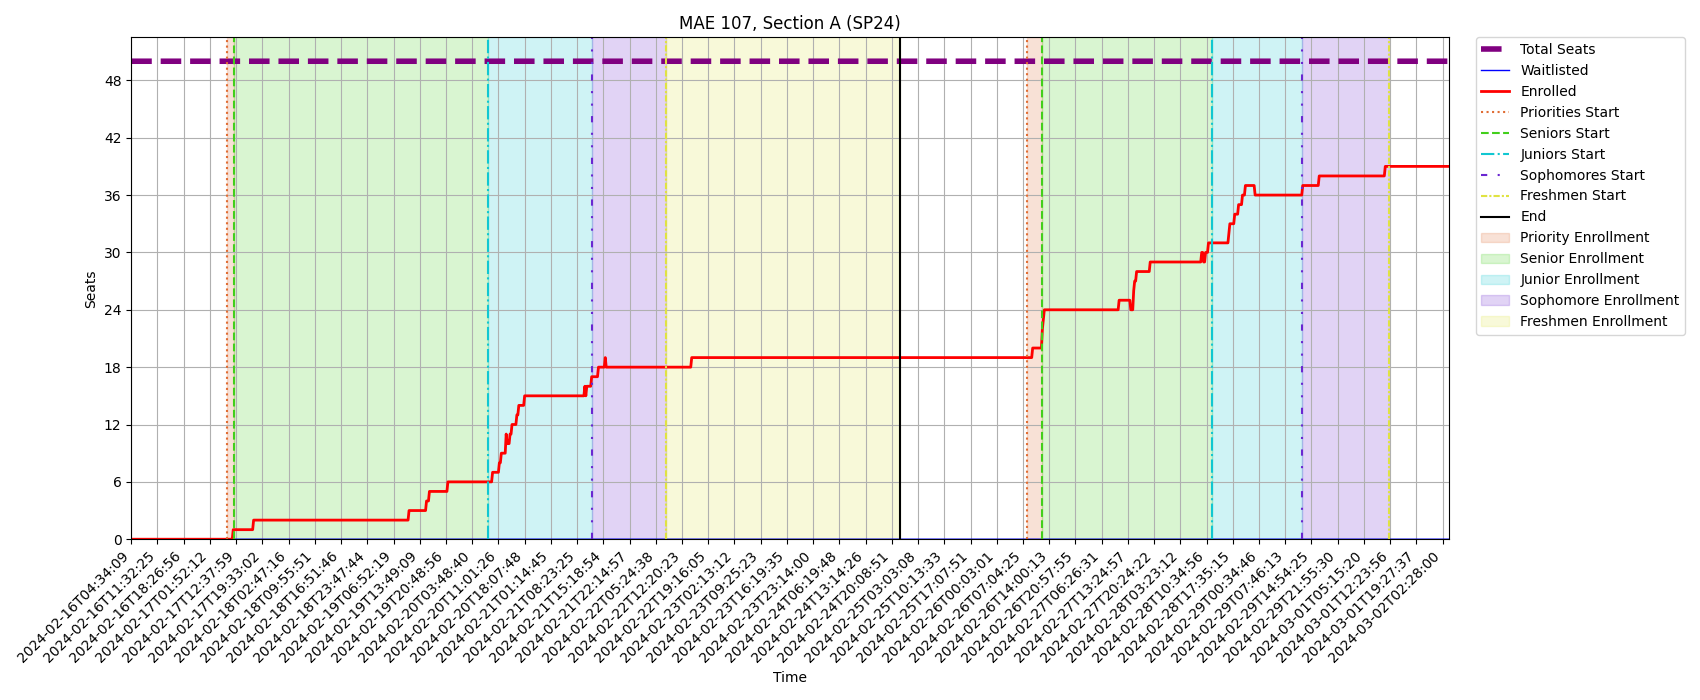 MAE 107, Section A (SP24)
Total Seats
Waitlisted
Enrolled
Priorities Start
Seniors Start
Juniors Start
Sophomores Start
Freshmen Start
End
Priority Enrollment
Senior Enrollment
Junior Enrollment
Sophomore Enrollment
Freshmen Enrollment
Seats
48
42
36
30
24
18
12
6
0
2024-02-16T04:34:09
2024-02-16T11:32:25
2024-02-16T18:26:56
2024-02-17T01:52:12
2024-02-17T12:37:59
2024-02-17T19:33:02
2024-02-18T02:47:16
2024-02-18T09:55:51
2024-02-18T16:51:46
2024-02-18T23:47:44
2024-02-19T06:52:19
2024-02-19T13:49:09
2024-02-19T20:48:56
2024-02-20T03:48:40
2024-02-20T11:01:26
2024-02-20T18:07:48
2024-02-21T01:14:45
2024-02-21T08:23:25
2024-02-21T15:18:54
2024-02-21T22:14:57
2024-02-22T05:24:38
2024-02-22T12:20:23
2024-02-22T19:16:05
2024-02-23T02:13:12
2024-02-23T09:25:23
2024-02-23T16:19:35
2024-02-23T23:14:00
2024-02-24T06:19:48
2024-02-24T13:14:26
2024-02-24T20:08:51
2024-02-25T03:03:08
2024-02-25T10:13:33
2024-02-25T17:07:51
2024-02-26T00:03:01
2024-02-26T07:04:25
2024-02-26T14:00:13
2024-02-26T20:57:55
2024-02-27T06:26:31
2024-02-27T13:24:57
2024-02-27T20:24:22
2024-02-28T03:23:12
2024-02-28T10:34:56
2024-02-28T17:35:15
2024-02-29T00:34:46
2024-02-29T07:46:13
2024-02-29T14:54:25
2024-02-29T21:55:30
2024-03-01T05:15:20
2024-03-01T12:23:56
2024-03-01T19:27:37
2024-03-02T02:28:00
Time